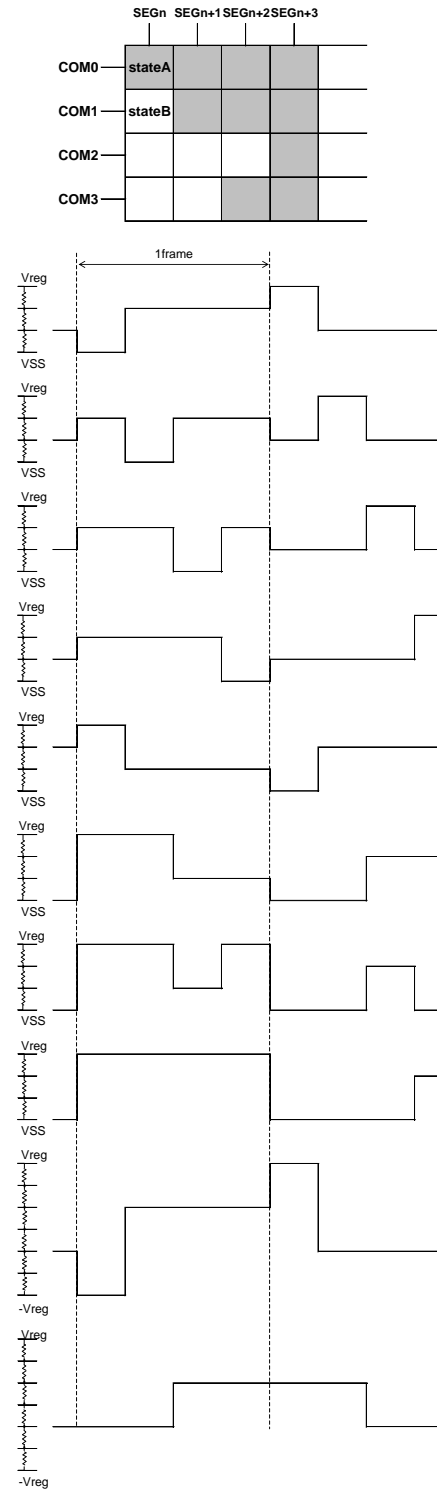 SEGn SEGn+1 SEGn+2 SEGn+3
COM0 stateA
COM1 stateB
COM2
COM3
1frame
Vreg
VSS
Vreg
VSS
Vreg
VSS
Vreg
VSS
Vreg
VSS
Vreg
VSS
Vreg
VSS
Vreg
VSS
Vreg
-Vreg
Vreg
-Vreg